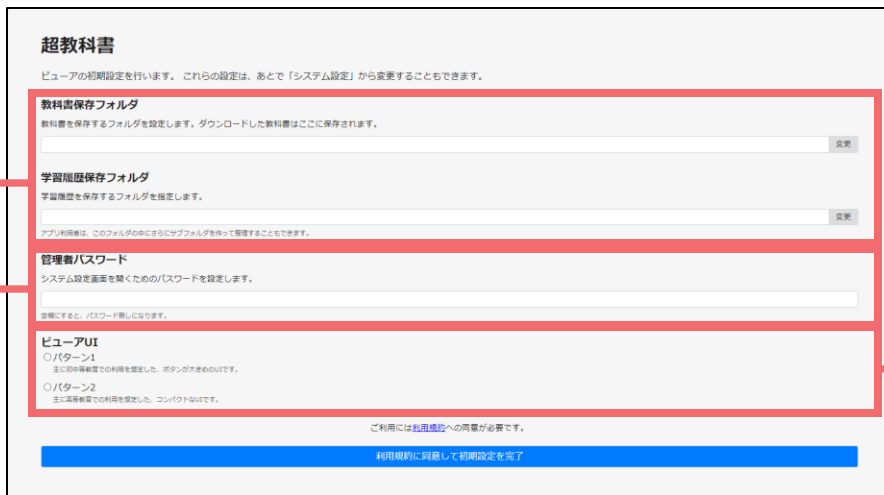 超教科書
ビューアの初期設定を行います。 これらの設定は、あとで「システム設定」から変更することもできます。
教科書保存フォルダ
教科書を保存するフォルダを設定します。ダウンロードした教科書はここに保存されます。
変更
学習履歴保存フォルダ
学習履歴を保存するフォルダを指定します。
変更
アプリ利用者は、このフォルダの中にさらにサブフォルダを作って整理することもできます。
管理者パスワード
システム設定画面を開くためのパスワードを設定します。
空欄にすると、パスワード無しになります。
ビューアUI
パターン1
主に初中等教育での利用を想定した、ボタンが大きめのUIです。
パターン2
主に高等教育での利用を想定した、コンパクトなUIです。
ご利用には利用規約への同意が必要です。
利用規約に同意して初期設定を完了